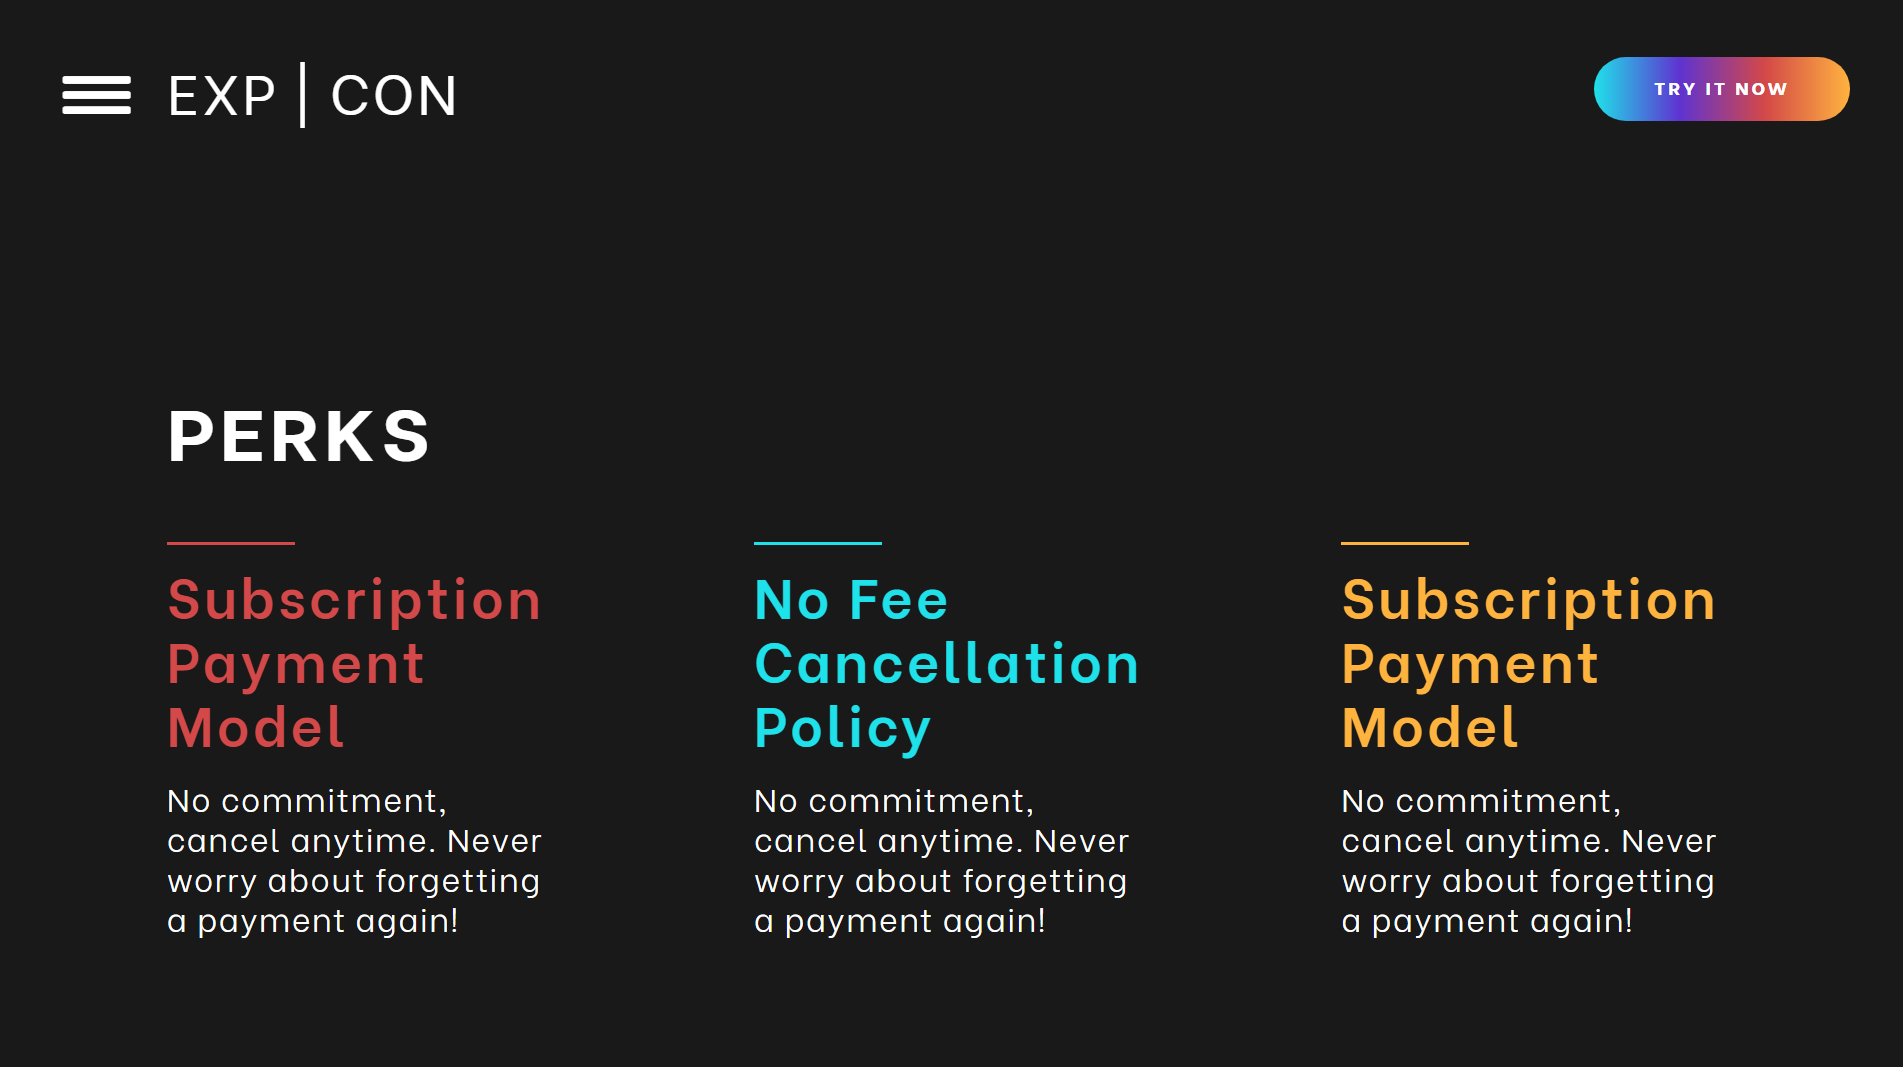 EXP | CON
TRY IT NOW
PERKS
Subscription
Payment
Model
No commitment,
cancel anytime. Never
worry about forgetting
a payment again!
No Fee
Cancellation
Policy
No commitment,
cancel anytime. Never
worry about forgetting
a payment again!
Subscription
Payment
Model
No commitment,
cancel anytime. Never
worry about forgetting
a payment again!